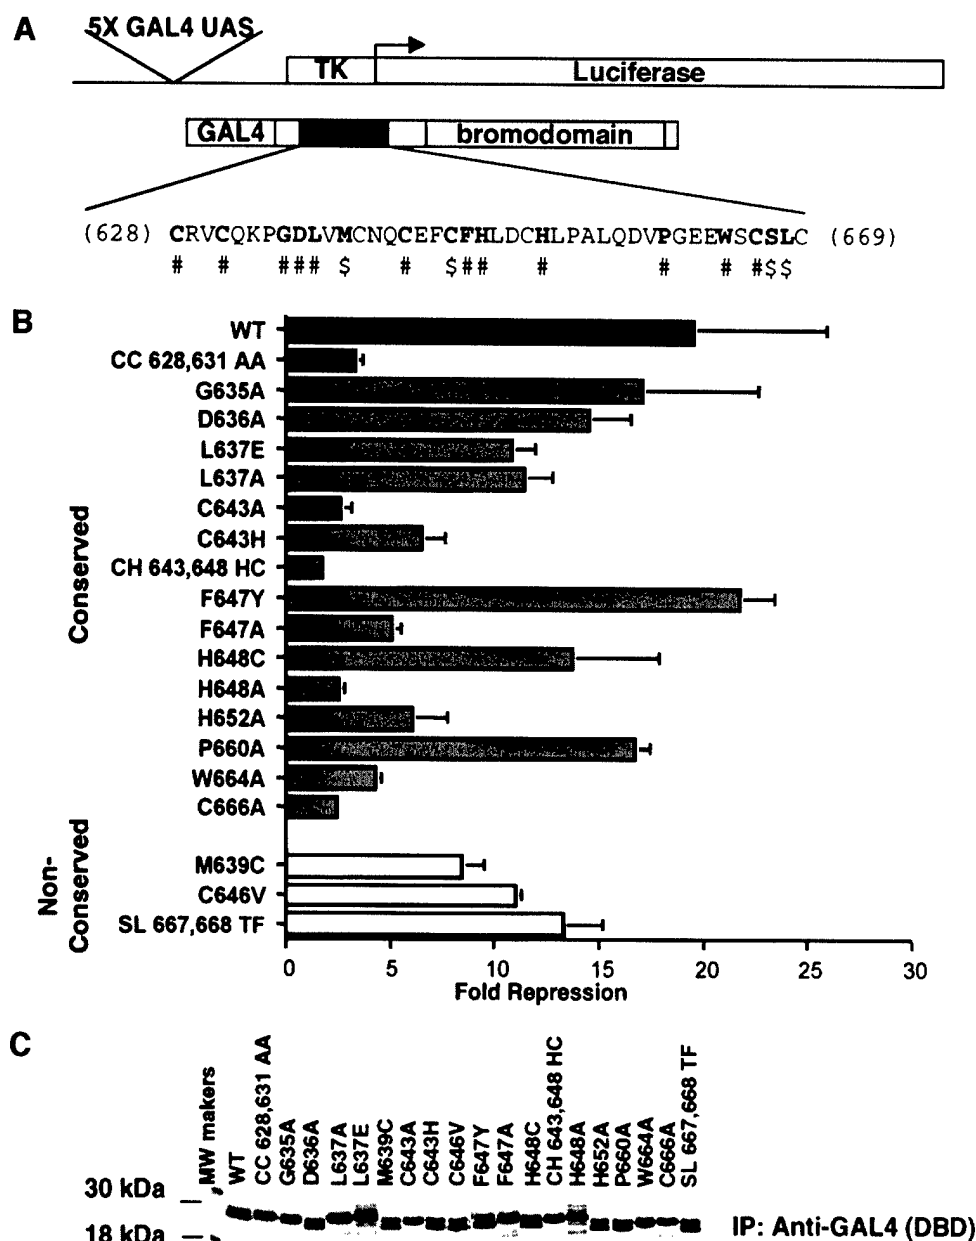 A
5X GAL4 UAS
TK
Luciferase
GAL4
bromodomain
(628) CRVCQKPGDLVMCNQCEFCFHLDCHLPALQDVPGEEWSCSLC (669)
# # ### $ # $## # # # #$$
B
WT
CC 628,631 AA
G635A
D636A
L637E
L637A
C643A
C643H
CH 643,648 HC
F647Y
F647A
H648C
H648A
H652A
P660A
W664A
C666A
Conserved
M639C
C646V
SL 667,668 TF
Non-
Conserved
0 5 10 15 20 25 30
Fold Repression
C
MW makers
WT
CC 628,631 AA
G635A
D636A
L637A
L637E
M639C
C643A
C643H
C646V
F647Y
F647A
H648C
CH 643,648 HC
H648A
H652A
P660A
W664A
C666A
SL 667,668 TF
30 kDa
18 kDa
IP: Anti-GAL4 (DBD)